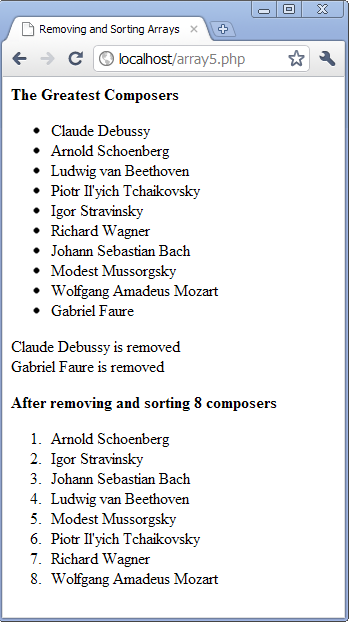 Removing and Sorting Arrays
localhost/array5.php
The Greatest Composers
Claude Debussy
Arnold Schoenberg
Ludwig van Beethoven
Piotr Il'yich Tchaikovsky
Igor Stravinsky
Richard Wagner
Johann Sebastian Bach
Modest Mussorgsky
Wolfgang Amadeus Mozart
Gabriel Faure
Claude Debussy is removed
Gabriel Faure is removed
After removing and sorting 8 composers
1. Arnold Schoenberg
2. Igor Stravinsky
3. Johann Sebastian Bach
4. Ludwig van Beethoven
5. Modest Mussorgsky
6. Piotr Il'yich Tchaikovsky
7. Richard Wagner
8. Wolfgang Amadeus Mozart